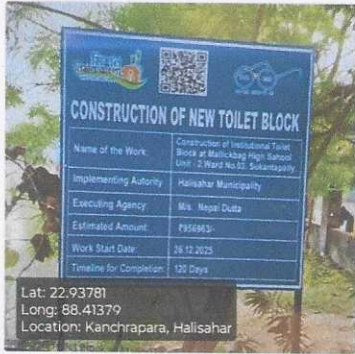 CONSTRUCTION OF NEW TOILET BLOCK
Name of the Work:
Construction of Institutional Toilet
Block at Mallickbag High Sahool
Unit - 2 Ward No.03, Sukantapally
Implementing Autority
Halisahar Municipality
Executing Agency:
M/s. Nepal Dutta
Estimated Amount:
₹956963/-
Work Start Date:
26.12.2025
Timeline for Completion:
120 Days
Lat: 22.93781
Long: 88.41379
Location: Kanchrapara, Halisahar